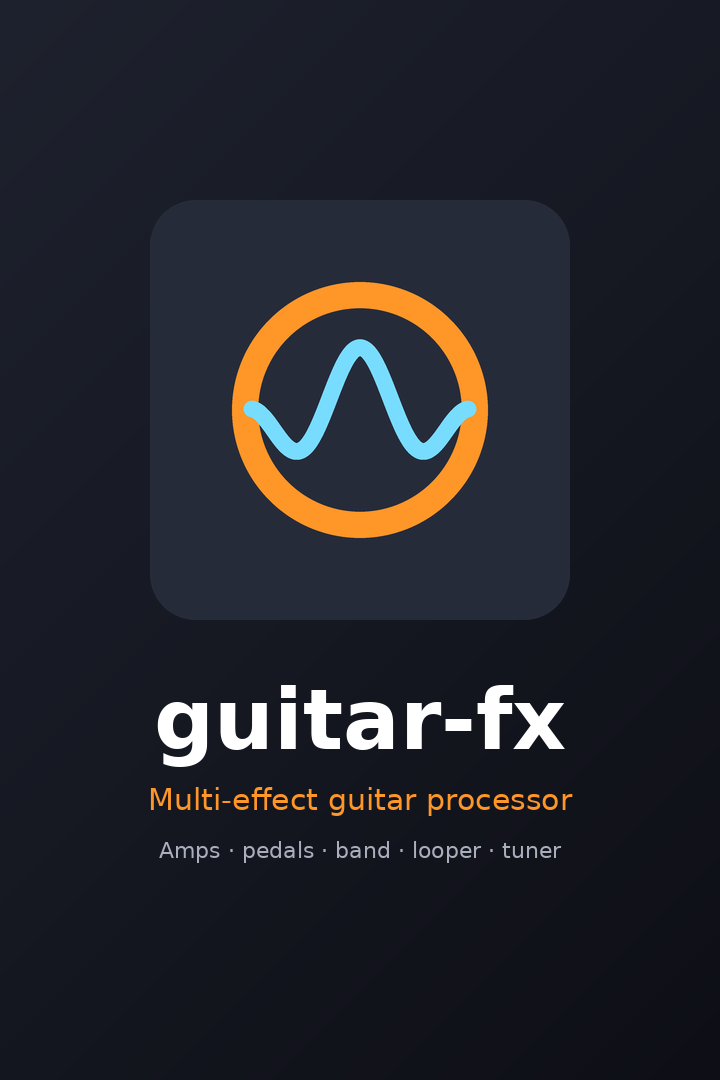 guitar-fx
Multi-effect guitar processor
Amps · pedals · band · looper · tuner